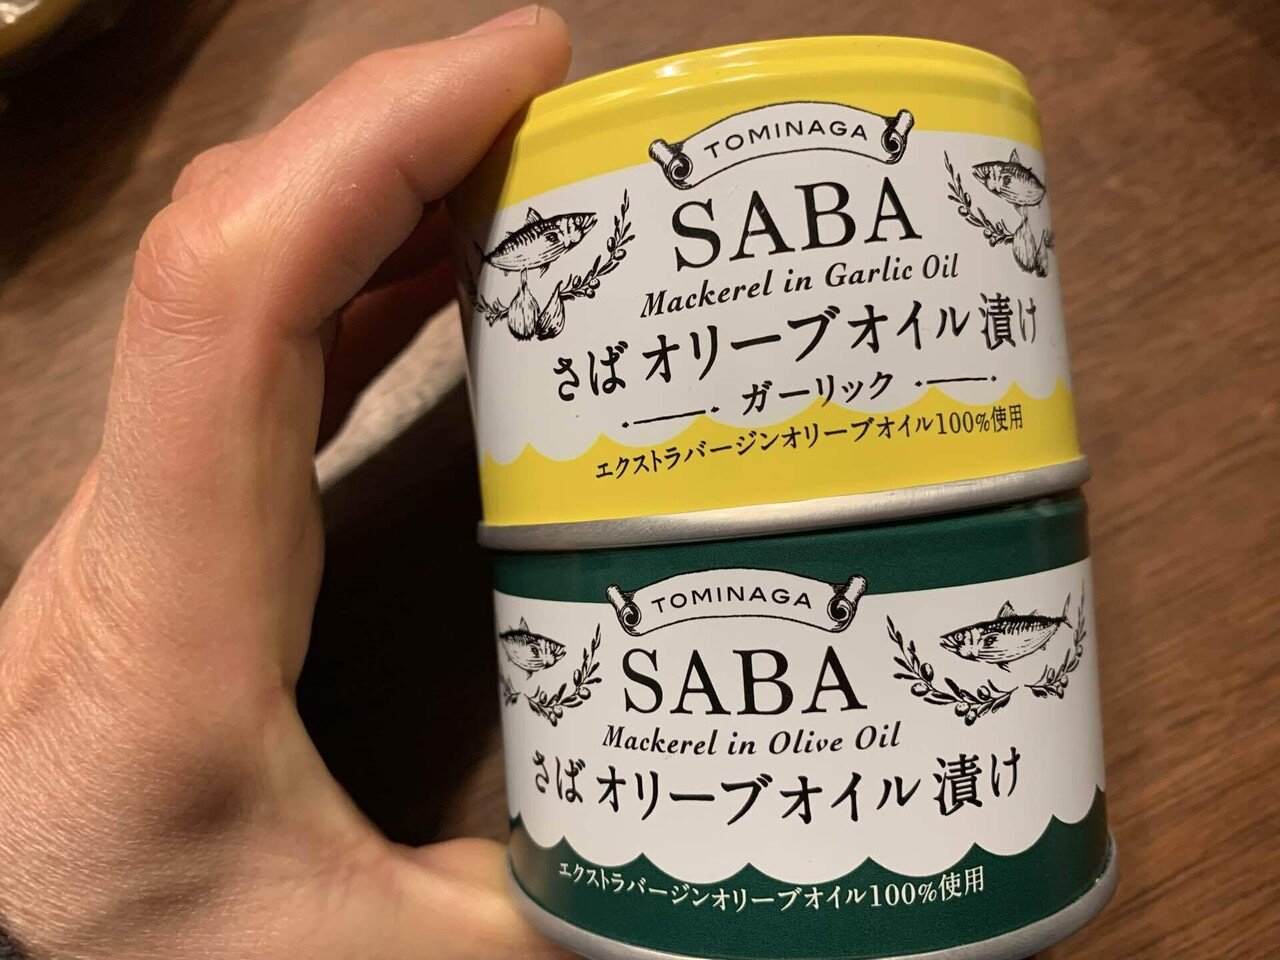 TOMINAGA
SABA
Mackerel in Garlic Oil
さばオリーブオイル漬け
ガーリック
エクストラバージンオリーブオイル100%使用
TOMINAGA
SABA
Mackerel in Olive Oil
さばオリーブオイル漬け
エクストラバージンオリーブオイル100%使用